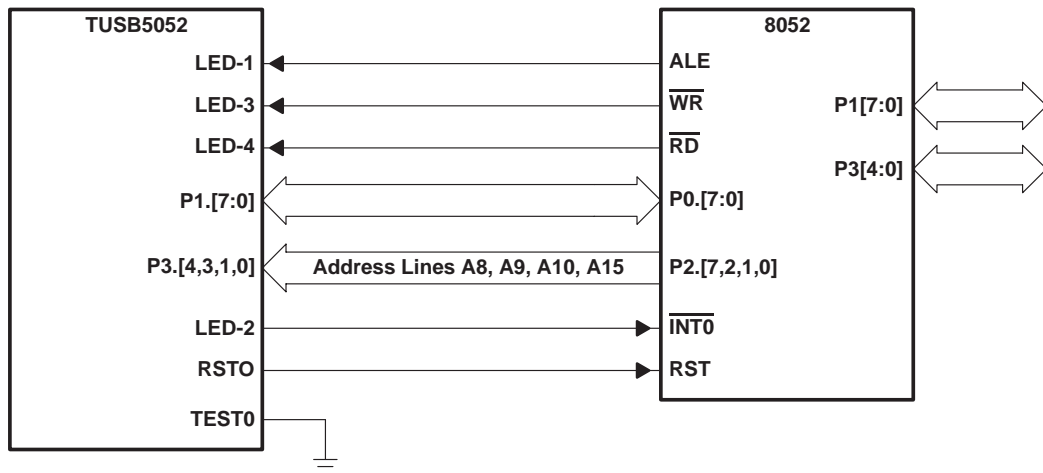 TUSB5052
8052
LED-1
ALE
LED-3
WR
P1[7:0]
LED-4
RD
P3[4:0]
P1.[7:0]
P0.[7:0]
P3.[4,3,1,0]
Address Lines A8, A9, A10, A15
P2.[7,2,1,0]
LED-2
INT0
RSTO
RST
TEST0